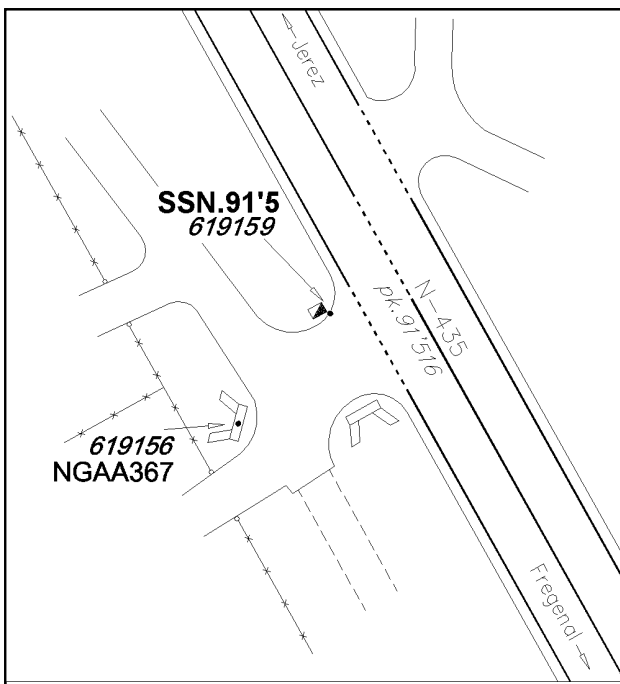 ← Jerez
SSN.91'5
619159
N-435
pk.91'516
619156
NGAA367
Fregenal →